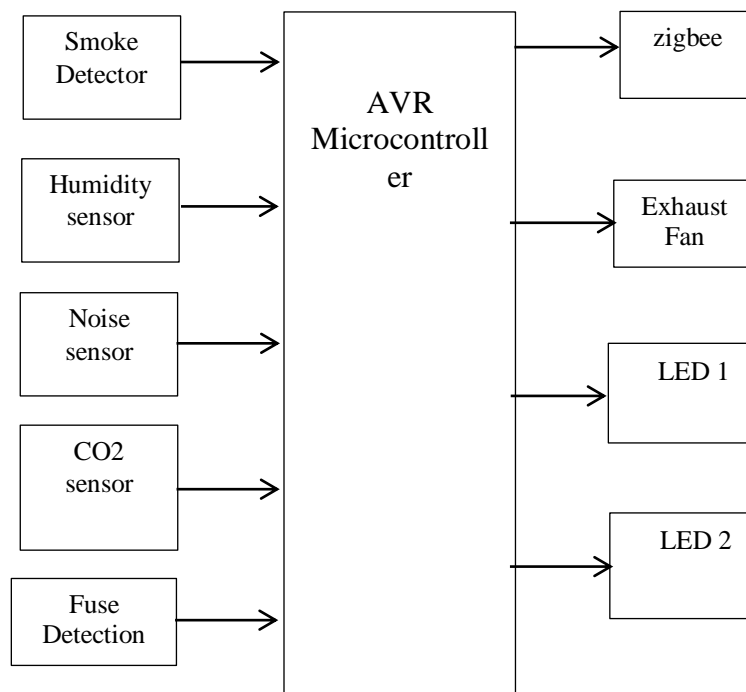 Smoke
Detector
Humidity
sensor
Noise
sensor
CO2
sensor
Fuse
Detection
AVR
Microcontroll
er
zigbee
Exhaust
Fan
LED 1
LED 2